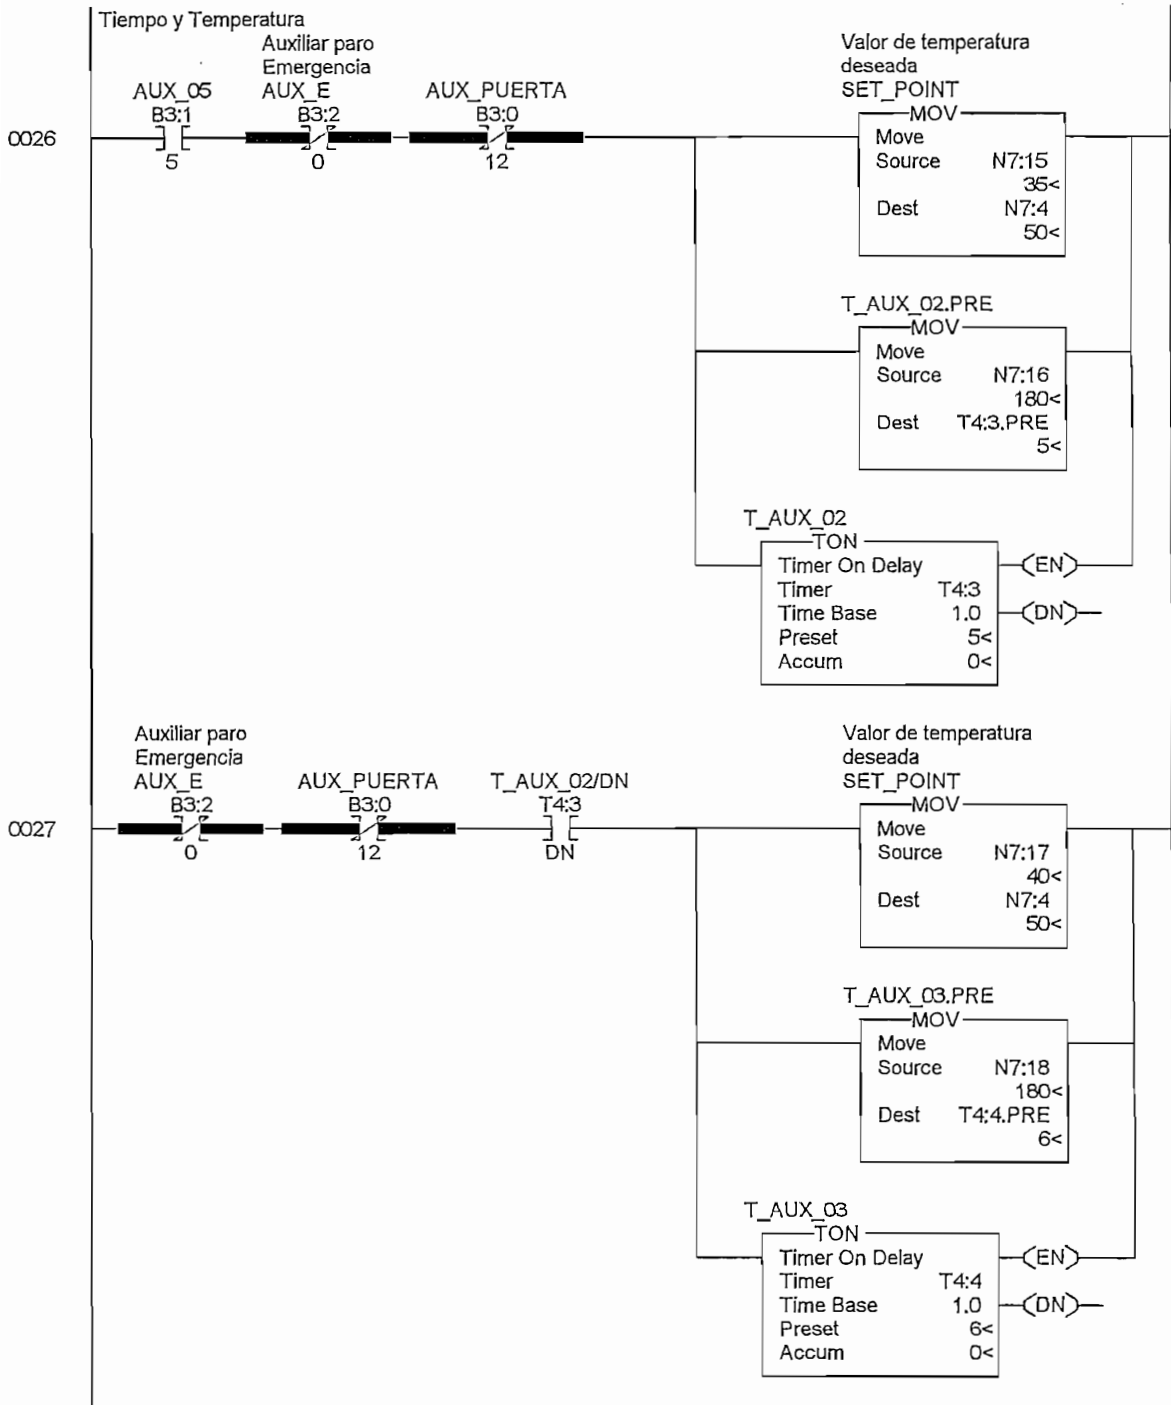 Tiempo y Temperatura
Auxiliar paro
Emergencia
AUX_05
AUX_E
AUX_PUERTA
B3:1
B3:2
B3:0
0026
5
0
12
Valor de temperatura
deseada
SET_POINT
MOV
Move
Source N7:15
35<
Dest N7:4
50<
T_AUX_02.PRE
MOV
Move
Source N7:16
180<
Dest T4:3.PRE
5<
T_AUX_02
TON
Timer On Delay
Timer T4:3
Time Base 1.0
Preset 5<
Accum 0<
(EN)
(DN)
Auxiliar paro
Emergencia
AUX_E
AUX_PUERTA
T_AUX_02/DN
B3:2
B3:0
T4:3
0027
0
12
DN
Valor de temperatura
deseada
SET_POINT
MOV
Move
Source N7:17
40<
Dest N7:4
50<
T_AUX_03.PRE
MOV
Move
Source N7:18
180<
Dest T4:4.PRE
6<
T_AUX_03
TON
Timer On Delay
Timer T4:4
Time Base 1.0
Preset 6<
Accum 0<
(EN)
(DN)